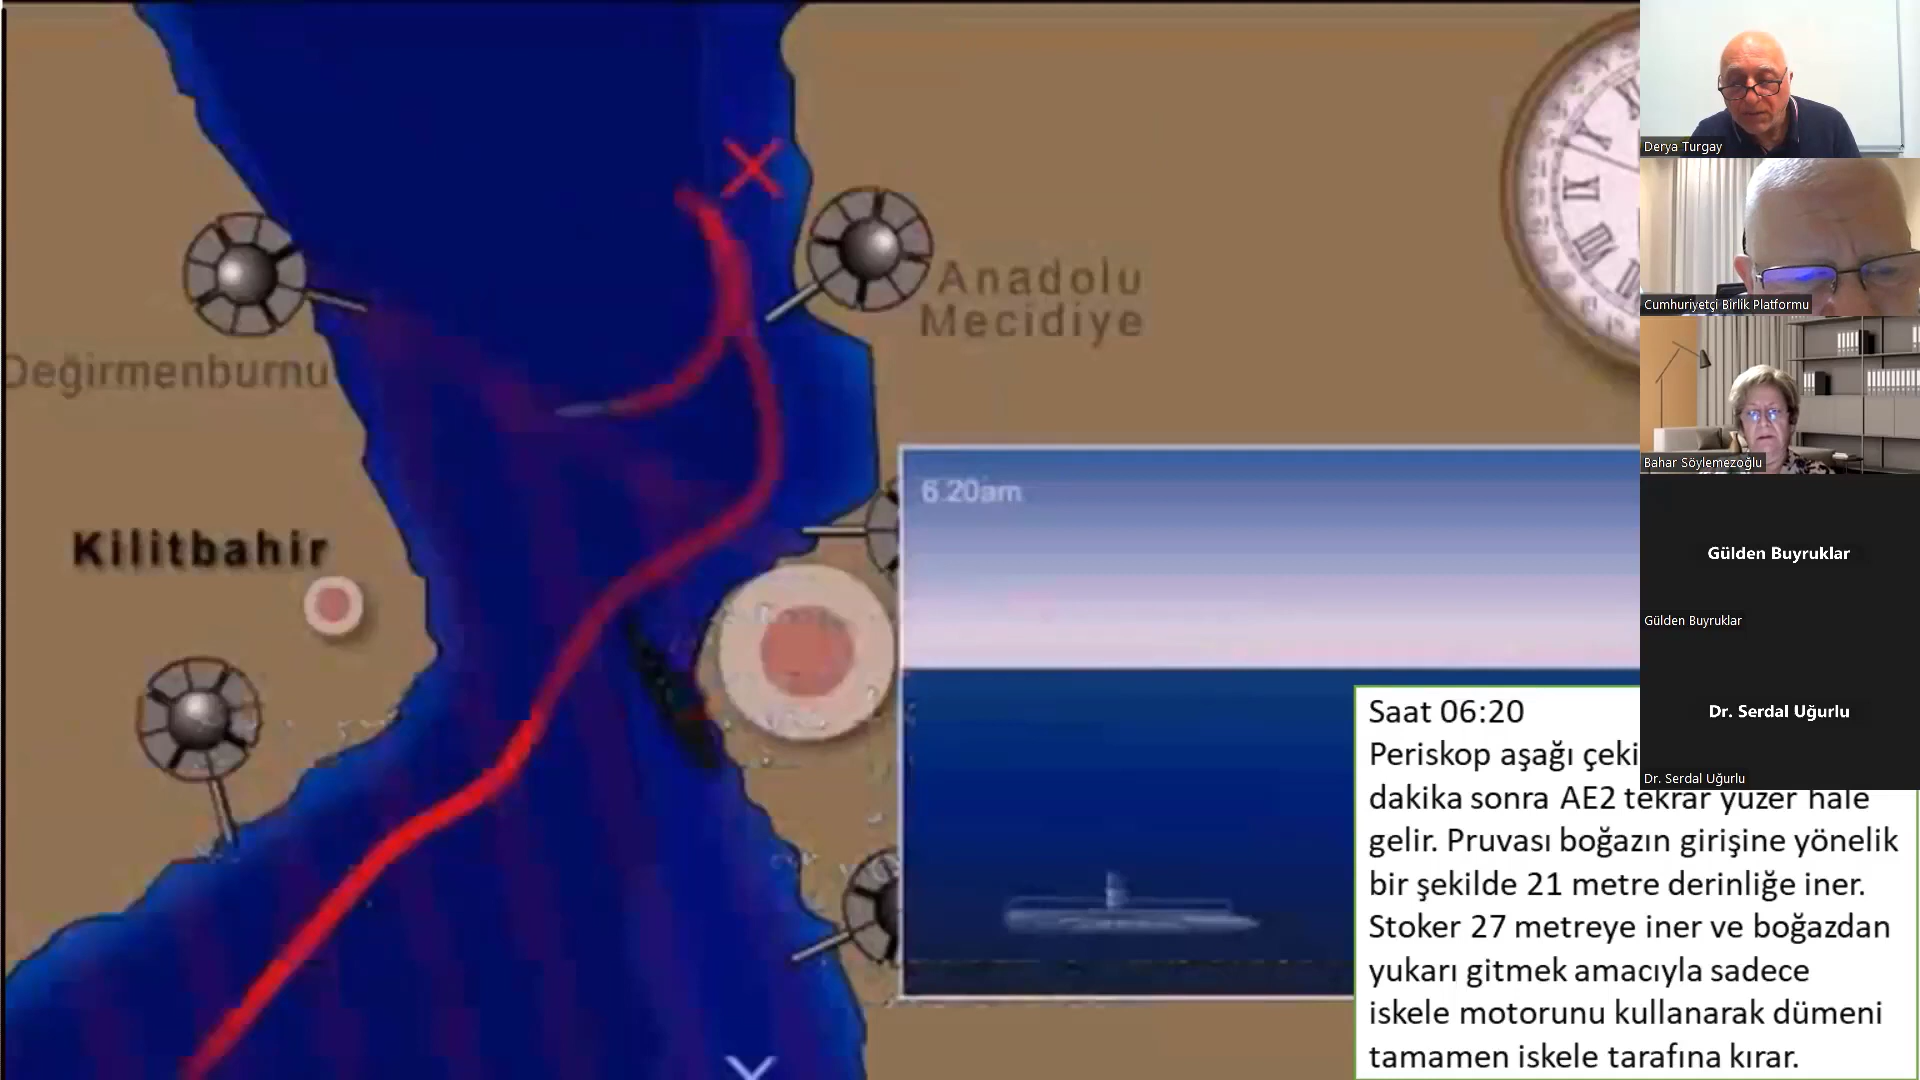 Anadolu
Mecidiye
Değirmenburnu
Kilitbahir
6.20am
Saat 06:20
Periskop aşağı
dakika sonra AE2 tekrar yüzer hale
gelir. Pruvası boğazın girişine yönelik
bir şekilde 21 metre derinliğe iner.
Stoker 27 metreye iner ve boğazdan
yukarı gitmek amacıyla sadece
iskele motorunu kullanarak dümeni
tamamen iskele tarafına kırar.
Derya Turgay
Cumhuriyetçi Birlik Platformu
Bahar Söylemezoğlu
Gülden Buyruklar
Gülden Buyruklar
Dr. Serdal Uğurlu
Dr. Serdal Uğurlu